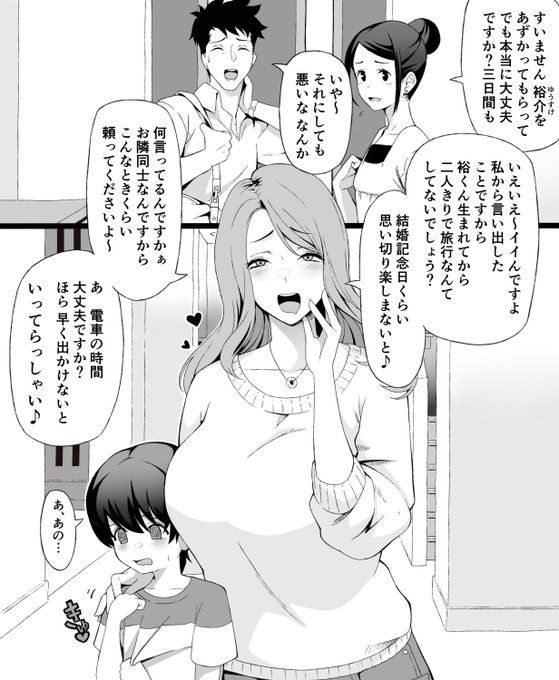 すいません 裕介を
ゆうすけ
あずかってもらって
でも本当に大丈夫
ですか？三日間も
いや～
それにしても
悪いな なんか
いえいえ～イイんですよ
私から言い出した
ことですから
裕くん生まれてから
二人きりで旅行なんて
してないでしょう？
結婚記念日くらい
思い切り楽しまないと♪
何言ってるんですかぁ
お隣同士なんですから
こんなときくらい
頼ってくださいよ～
あ 電車の時間
大丈夫ですか？
ほら 早く出かけないと
いってらっしゃい♪
あ、あの…